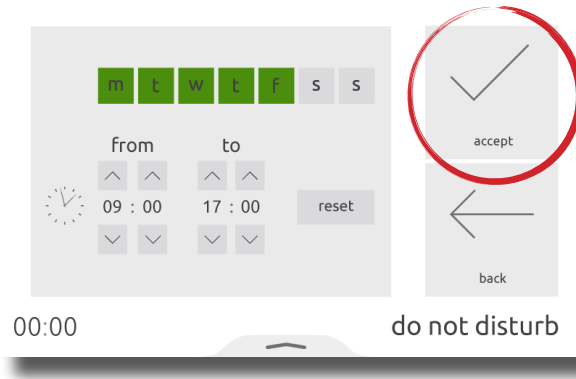 m t w t f s s
from to
09 : 00 17 : 00
reset
accept
back
00:00
do not disturb